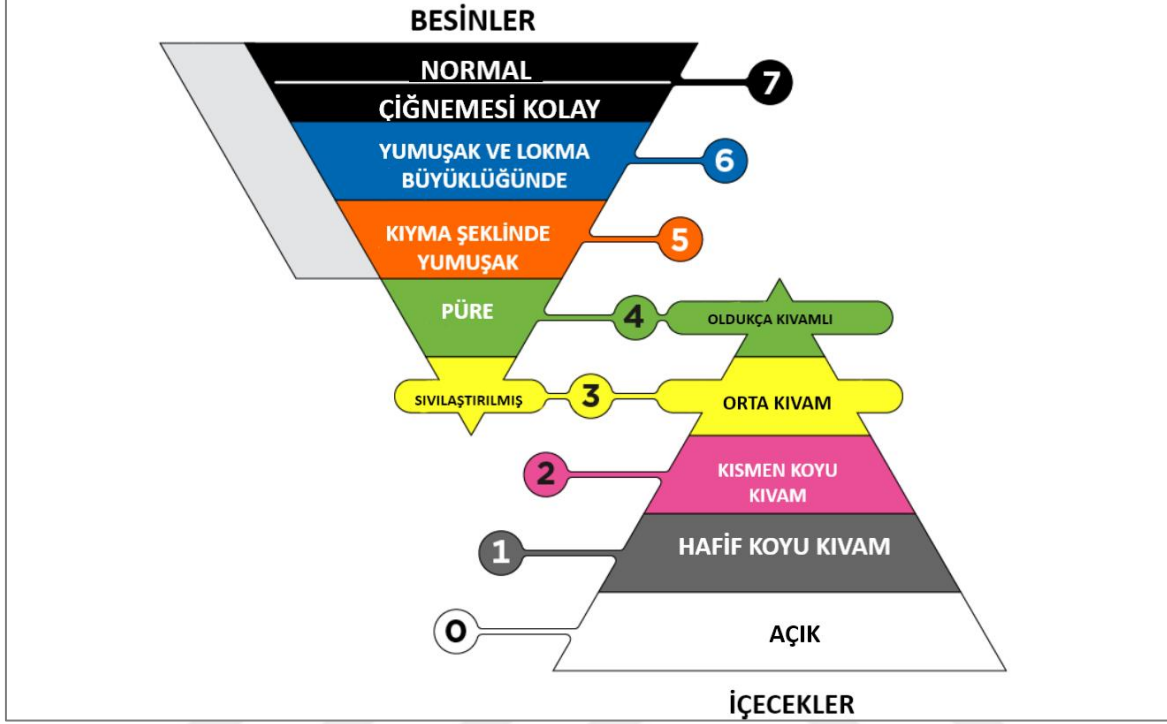 BESİNLER
NORMAL
7
ÇİĞNEMESİ KOLAY
YUMUŞAK VE LOKMA
BÜYÜKLÜĞÜNDE
6
KIYMA ŞEKLİNDE
YUMUŞAK
5
PÜRE
4
OLDUKÇA KIVAMLI
SIVILAŞTIRILMIŞ
3
ORTA KIVAM
2
KISMEN KOYU
KIVAM
1
HAFİF KOYU KIVAM
0
AÇIK
İÇECEKLER